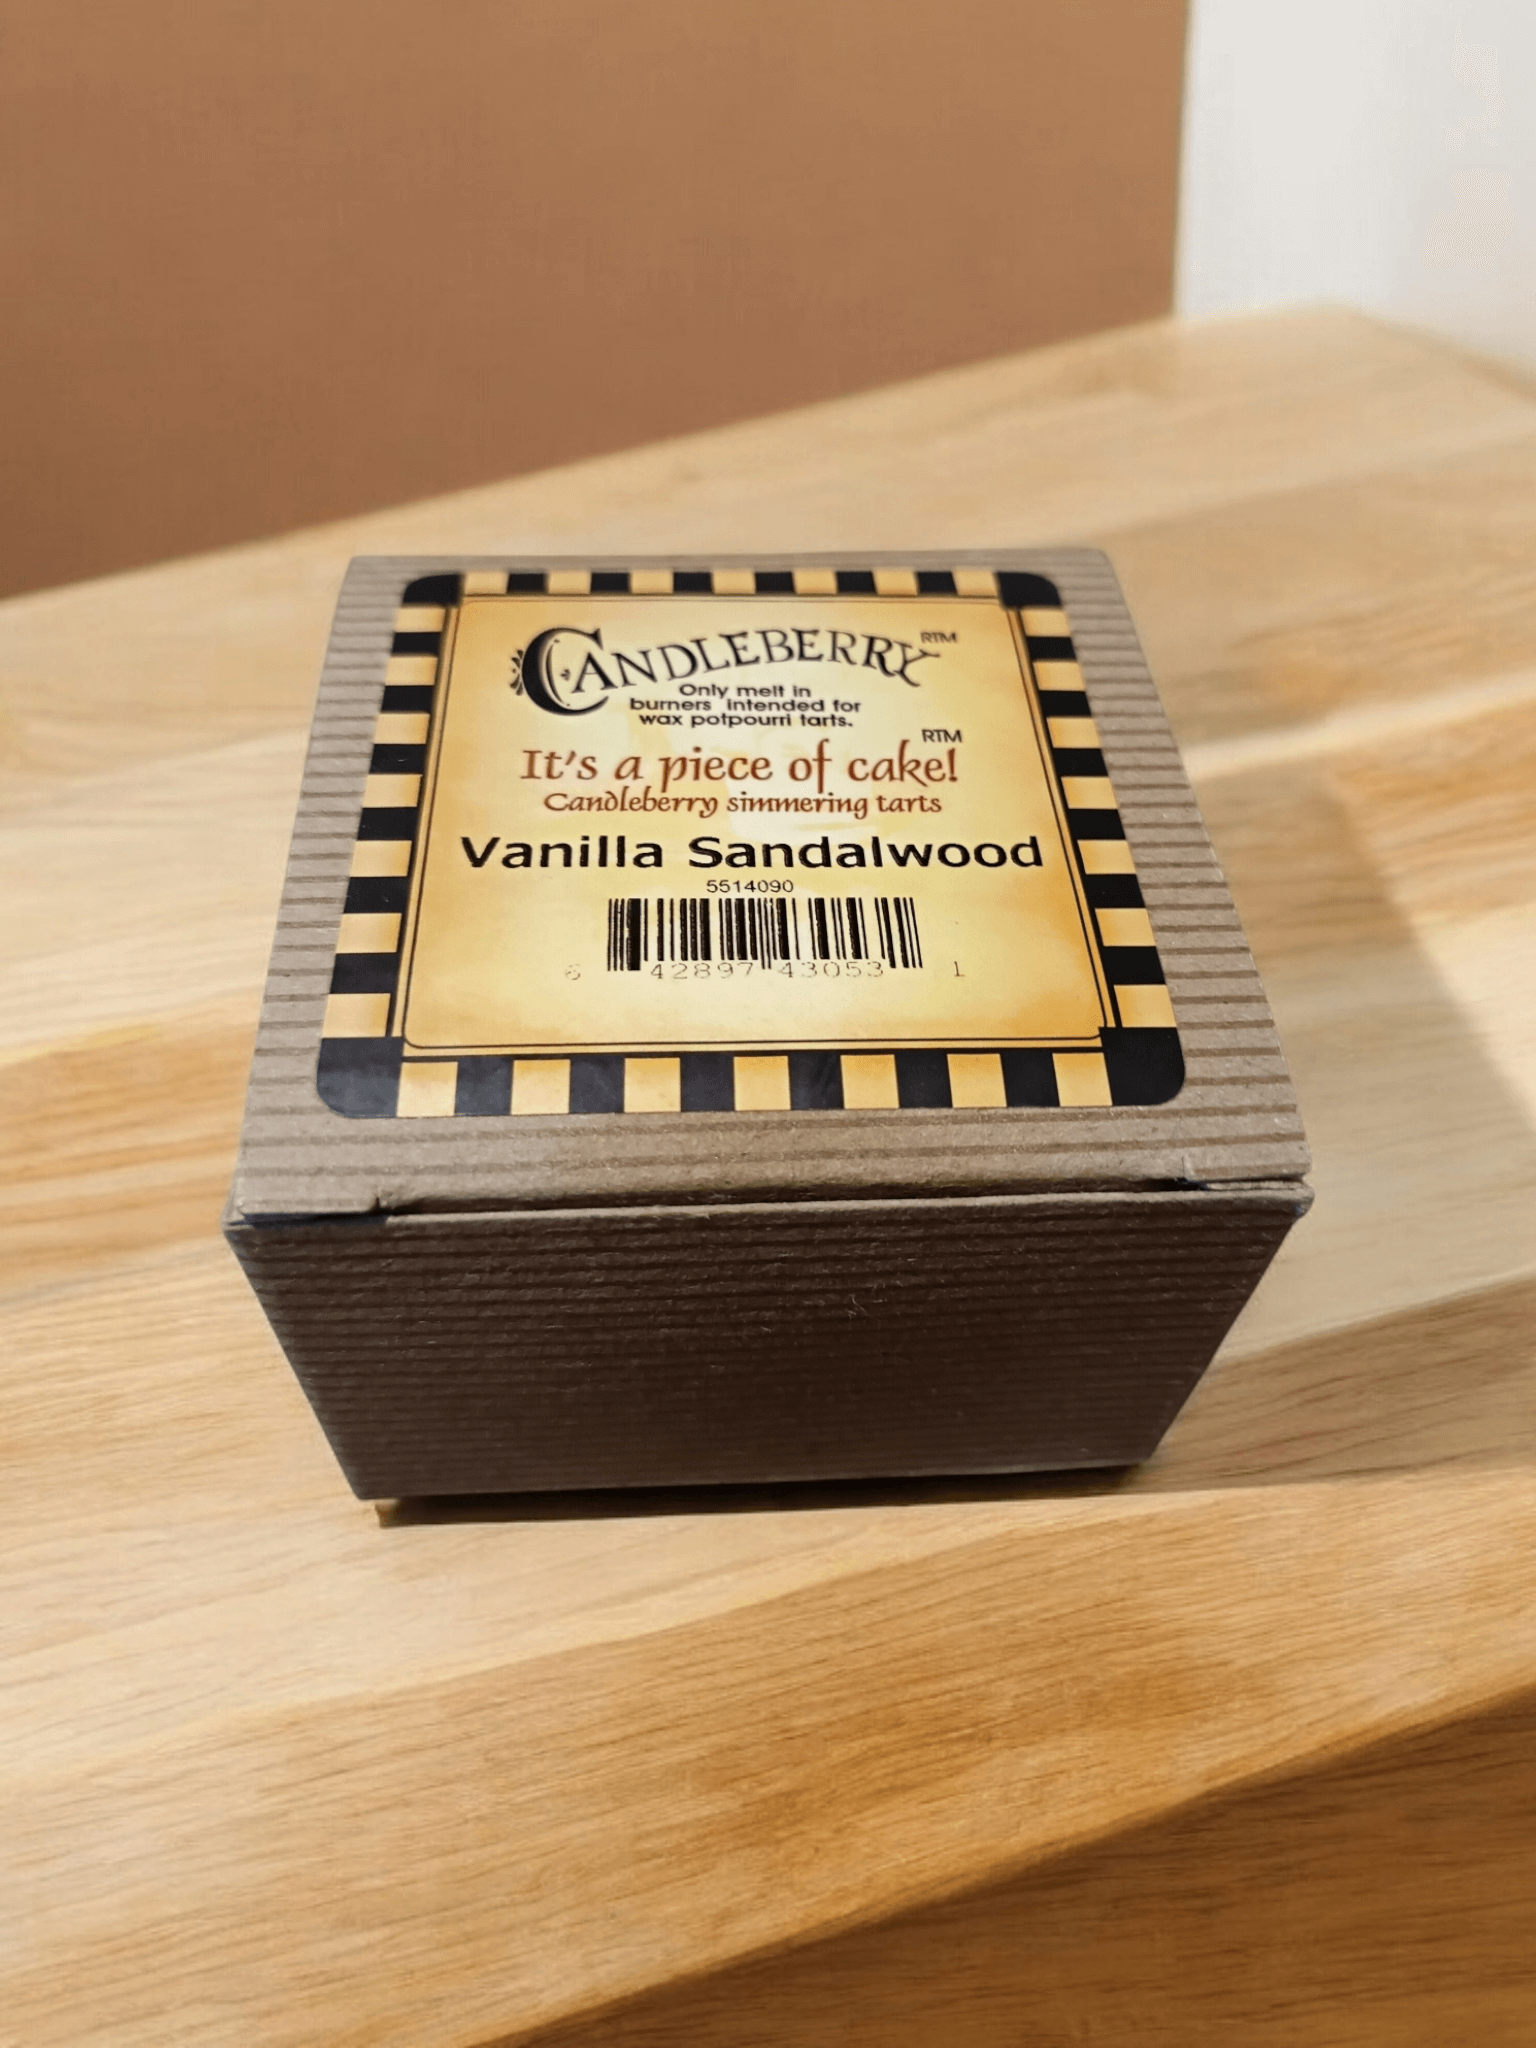 CANDLEBERRY RTM
Only melt in
burners intended for
wax potpourri tarts.
RTM
It's a piece of cake!
Candleberry simmering tarts
Vanilla Sandalwood
5514090
6 42897 43053 1